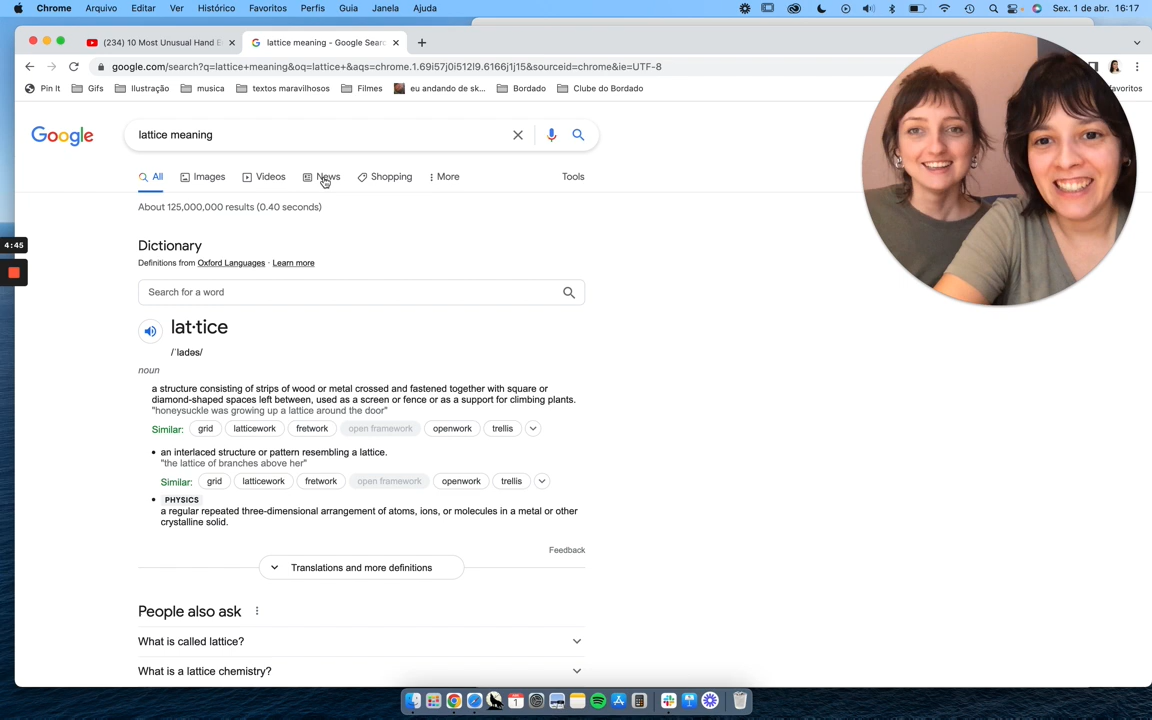 Chrome Arquivo Editar Ver Histórico Favoritos Perfis Guia Janela Ajuda Sex. 1 de abr. 16:17
(234) 10 Most Unusual Hand E
lattice meaning - Google Searc
google.com/search?q=lattice+meaning&oq=lattice+&aqs=chrome.1.69i57j0i512l9.6166j1j15&sourceid=chrome&ie=UTF-8
Pin It Gifs Ilustração musica textos maravilhosos Filmes eu andando de sk... Bordado Clube do Bordado favoritos
Google
lattice meaning
All Images Videos News Shopping More Tools
About 125,000,000 results (0.40 seconds)
4:45
Dictionary
Definitions from Oxford Languages · Learn more
Search for a word
lat·tice
/ˈladəs/
noun
a structure consisting of strips of wood or metal crossed and fastened together with square or
diamond-shaped spaces left between, used as a screen or fence or as a support for climbing plants.
"honeysuckle was growing up a lattice around the door"
Similar: grid latticework fretwork open framework openwork trellis
• an interlaced structure or pattern resembling a lattice.
"the lattice of branches above her"
Similar: grid latticework fretwork open framework openwork trellis
• PHYSICS
a regular repeated three-dimensional arrangement of atoms, ions, or molecules in a metal or other
crystalline solid.
Feedback
Translations and more definitions
People also ask
What is called lattice?
What is a lattice chemistry?
1